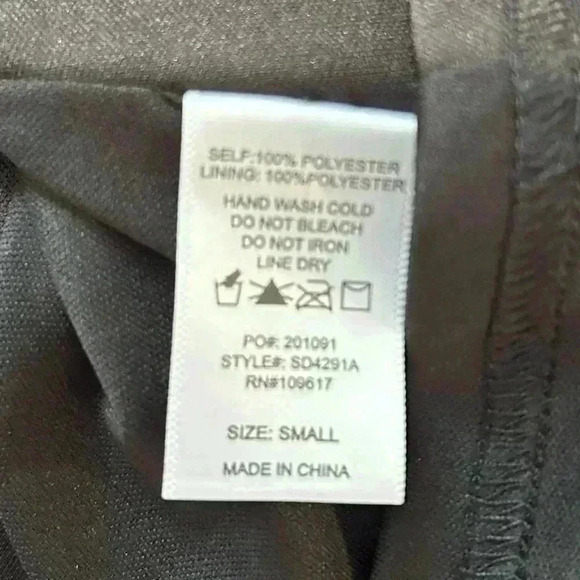 SELF:100% POLYESTER
LINING: 100%POLYESTER
HAND WASH COLD
DO NOT BLEACH
DO NOT IRON
LINE DRY
PO#: 201091
STYLE#: SD4291A
RN#109617
SIZE: SMALL
MADE IN CHINA